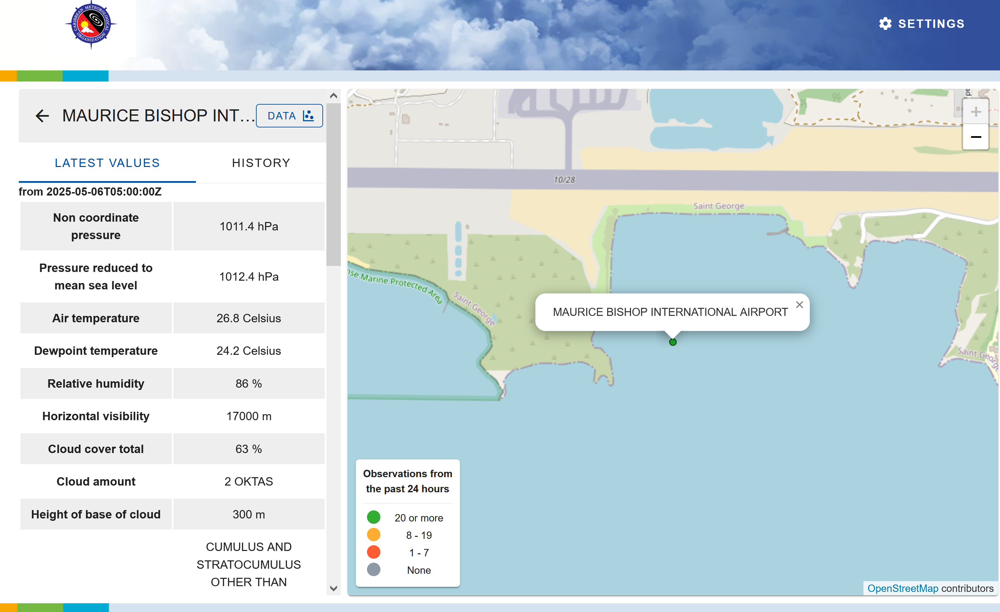 CARIBBEAN METEOROLOGICAL ORGANIZATION
SETTINGS
MAURICE BISHOP INT...
DATA
LATEST VALUES
HISTORY
from 2025-05-06T05:00:00Z
Non coordinate
pressure
1011.4 hPa
Pressure reduced to
mean sea level
1012.4 hPa
Air temperature
26.8 Celsius
Dewpoint temperature
24.2 Celsius
Relative humidity
86 %
Horizontal visibility
17000 m
Cloud cover total
63 %
Cloud amount
2 OKTAS
Height of base of cloud
300 m
CUMULUS AND
STRATOCUMULUS
OTHER THAN
+
−
10/28
Saint George
nse Marine Protected Area
Saint George
MAURICE BISHOP INTERNATIONAL AIRPORT
×
Saint George
Observations from
the past 24 hours
20 or more
8 - 19
1 - 7
None
OpenStreetMap contributors